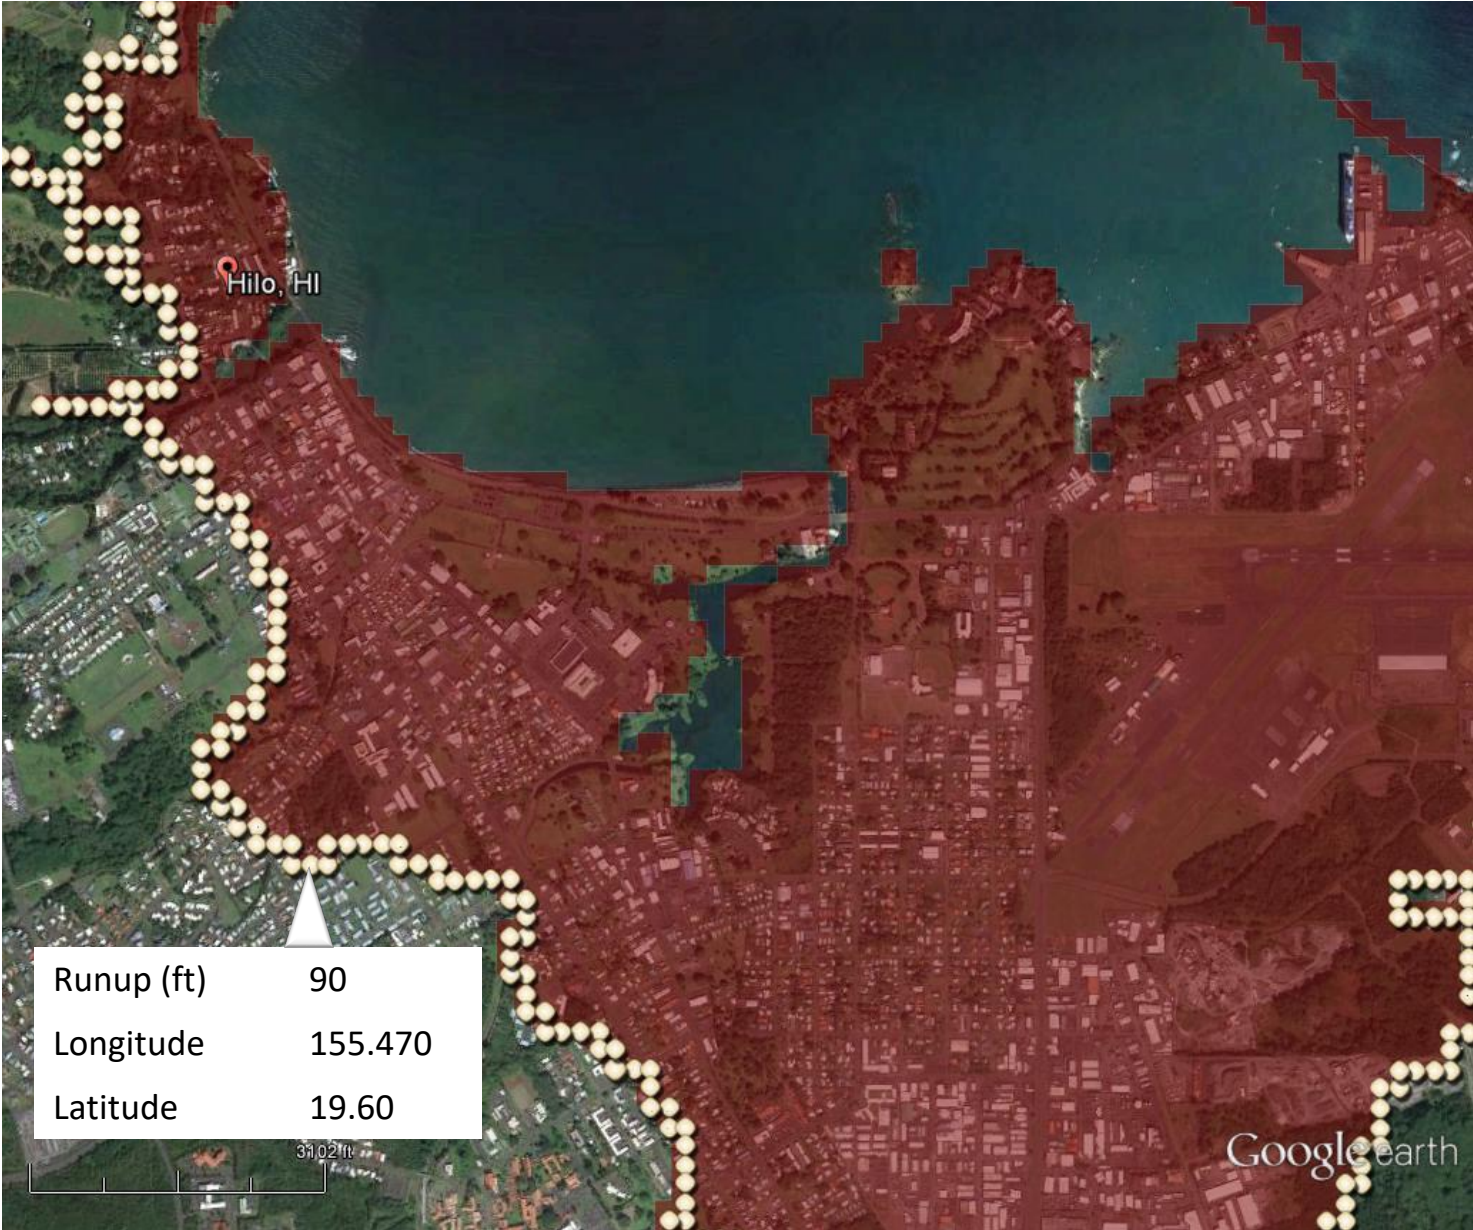 Hilo, HI
Runup (ft) 90
Longitude 155.470
Latitude 19.60
3102 ft
Google earth